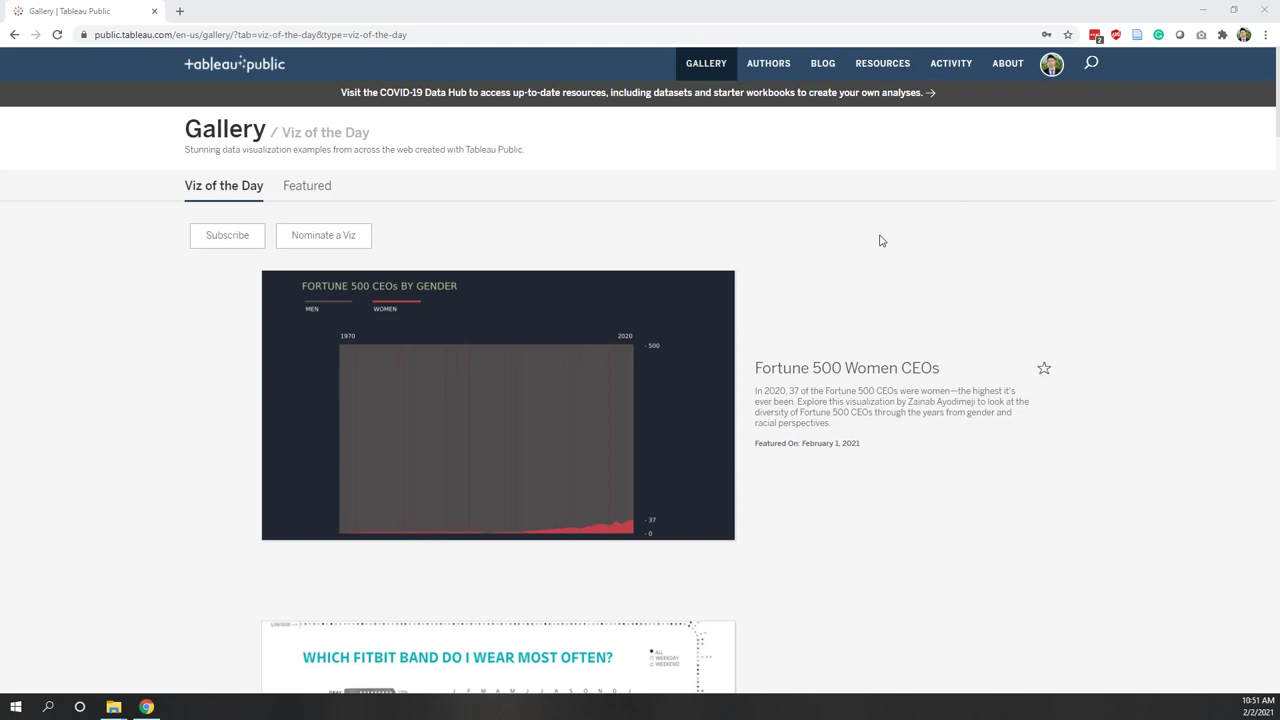 Gallery | Tableau Public
public.tableau.com/en-us/gallery/?tab=viz-of-the-day&type=viz-of-the-day
2
tableau public
GALLERY AUTHORS BLOG RESOURCES ACTIVITY ABOUT
Visit the COVID-19 Data Hub to access up-to-date resources, including datasets and starter workbooks to create your own analyses. →
Gallery / Viz of the Day
Stunning data visualization examples from across the web created with Tableau Public.
Viz of the Day Featured
Subscribe Nominate a Viz
FORTUNE 500 CEOs BY GENDER
MEN WOMEN
1970 2020
- 500
- 37
- 0
Fortune 500 Women CEOs
In 2020, 37 of the Fortune 500 CEOs were women—the highest it's
ever been. Explore this visualization by Zainab Ayodimeji to look at the
diversity of Fortune 500 CEOs through the years from gender and
racial perspectives.
Featured On: February 1, 2021
WHICH FITBIT BAND DO I WEAR MOST OFTEN?
ALL
WEEKDAY
WEEKEND
J F M A M J J A S O N D J
10:51 AM
2/2/2021